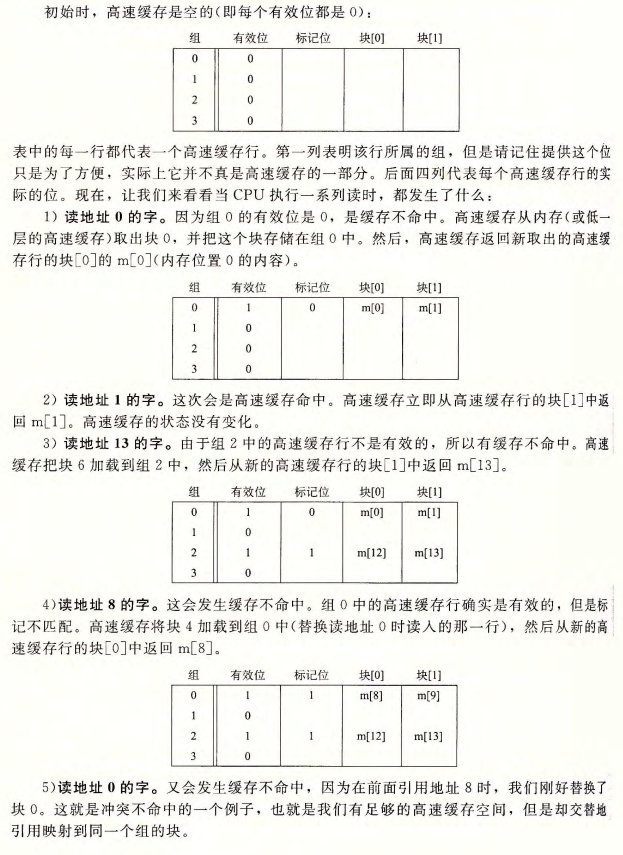 初始时，高速缓存是空的(即每个有效位都是 0)：
组 有效位 标记位 块[0] 块[1]
0 0
1 0
2 0
3 0
表中的每一行都代表一个高速缓存行。第一列表明该行所属的组，但是请记住提供这个位
只是为了方便，实际上它并不真是高速缓存的一部分。后面四列代表每个高速缓存行的实
际的位。现在，让我们来看看当 CPU 执行一系列读时，都发生了什么：
1) 读地址 0 的字。因为组 0 的有效位是 0，是缓存不命中。高速缓存从内存(或低一
层的高速缓存)取出块 0，并把这个块存储在组 0 中。然后，高速缓存返回新取出的高速缓
存行的块[0]的 m[0](内存位置 0 的内容)。
组 有效位 标记位 块[0] 块[1]
0 1 0 m[0] m[1]
1 0
2 0
3 0
2) 读地址 1 的字。这次会是高速缓存命中。高速缓存立即从高速缓存行的块[1]中返
回 m[1]。高速缓存的状态没有变化。
3) 读地址 13 的字。由于组 2 中的高速缓存行不是有效的，所以有缓存不命中。高速
缓存把块 6 加载到组 2 中，然后从新的高速缓存行的块[1]中返回 m[13]。
组 有效位 标记位 块[0] 块[1]
0 1 0 m[0] m[1]
1 0
2 1 1 m[12] m[13]
3 0
4)读地址 8 的字。这会发生缓存不命中。组 0 中的高速缓存行确实是有效的，但是标
记不匹配。高速缓存将块 4 加载到组 0 中(替换读地址 0 时读入的那一行)，然后从新的高
速缓存行的块[0]中返回 m[8]。
组 有效位 标记位 块[0] 块[1]
0 1 1 m[8] m[9]
1 0
2 1 1 m[12] m[13]
3 0
5)读地址 0 的字。又会发生缓存不命中，因为在前面引用地址 8 时，我们刚好替换了
块 0。这就是冲突不命中的一个例子，也就是我们有足够的高速缓存空间，但是却交替地
引用映射到同一个组的块。